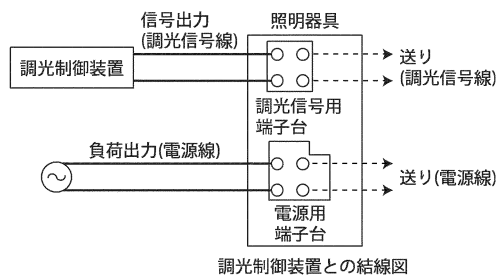 信号出力
(調光信号線)
照明器具
調光制御装置
送り
(調光信号線)
調光信号用
端子台
負荷出力(電源線)
送り(電源線)
電源用
端子台
調光制御装置との結線図